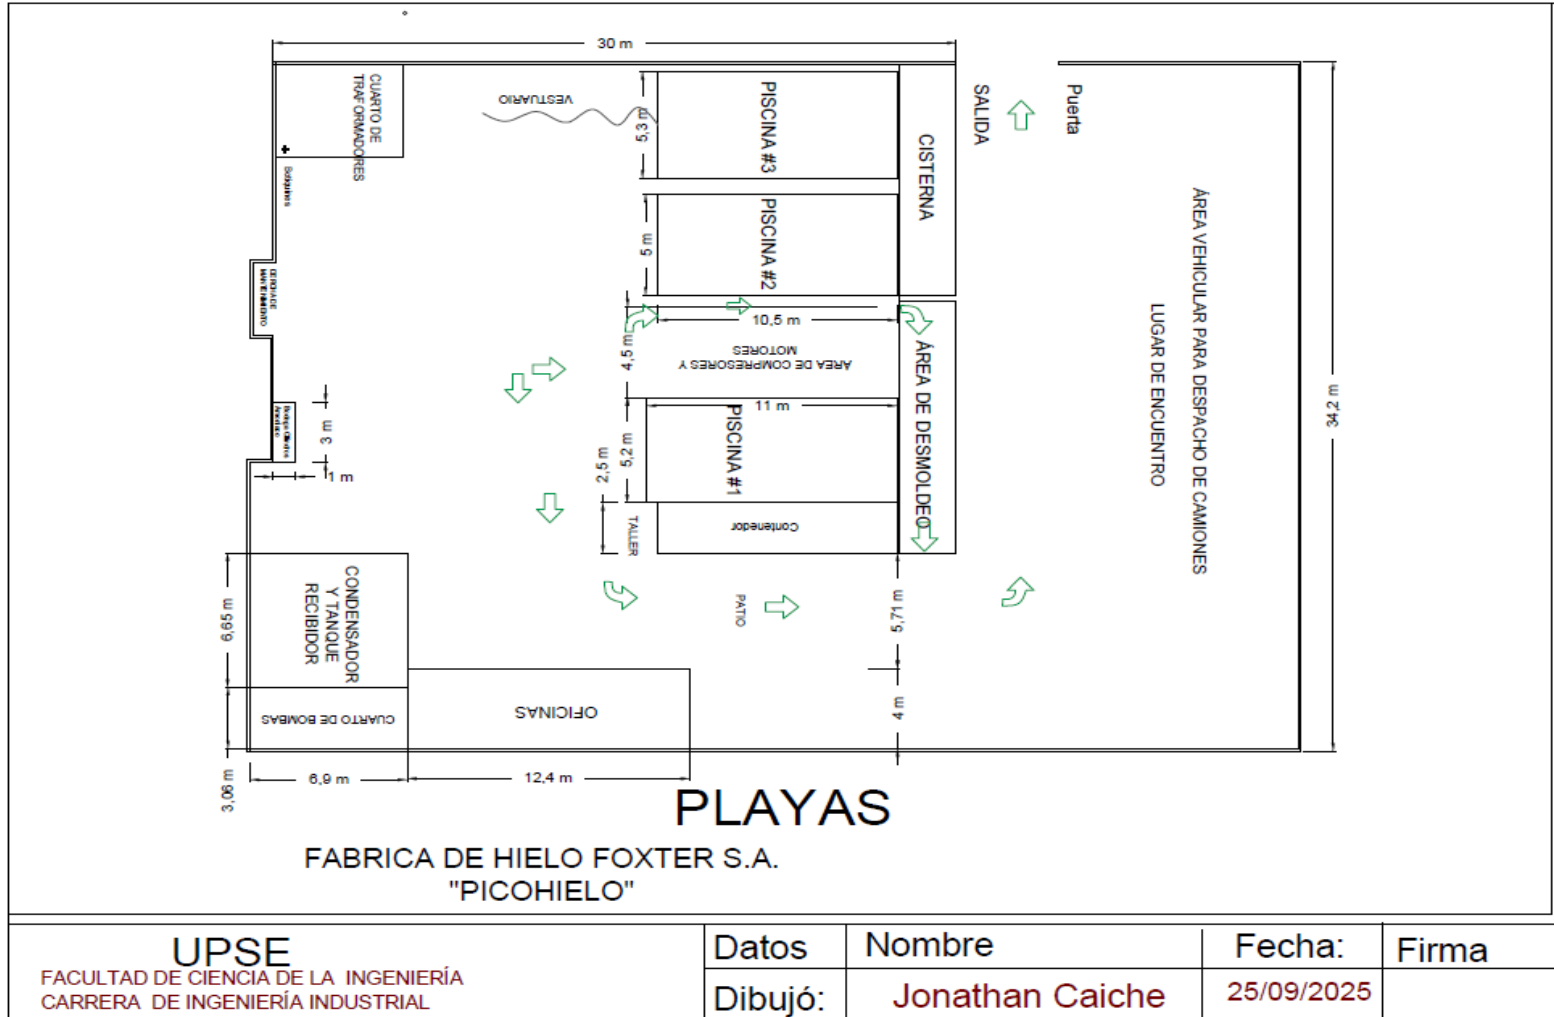 30 m
CUARTO DE
TRAFORMADORES
VESTUARIO
5,3 m
PISCINA #3
CISTERNA
SALIDA
Puerta
Botiquines
5 m
PISCINA #2
ÁREA VEHICULAR PARA DESPACHO DE CAMIONES
LUGAR DE ENCUENTRO
34,2 m
MANTENIMIENTO
10,5 m
4,5 m
ÁREA DE COMPRESORES Y
MOTORES
ÁREA DE DESMOLDEO
3 m
1 m
11 m
PISCINA #1
5,2 m
2,5 m
TALLER
Contenedor
PATIO
5,71 m
4 m
6,59 m
CONDENSADOR
Y TANQUE
RECIBIDOR
CUARTO DE BOMBAS
OFICINAS
3,06 m
6,9 m
12,4 m
PLAYAS
FABRICA DE HIELO FOXTER S.A.
"PICOHIELO"
UPSE
FACULTAD DE CIENCIA DE LA INGENIERÍA
CARRERA DE INGENIERÍA INDUSTRIAL
Datos
Nombre
Fecha:
Firma
Dibujó:
Jonathan Caiche
25/09/2025